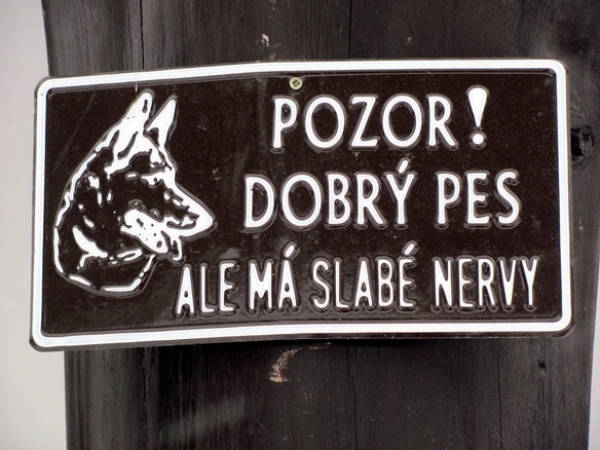 POZOR!
DOBRÝ PES
ALE MÁ SLABÉ NERVY